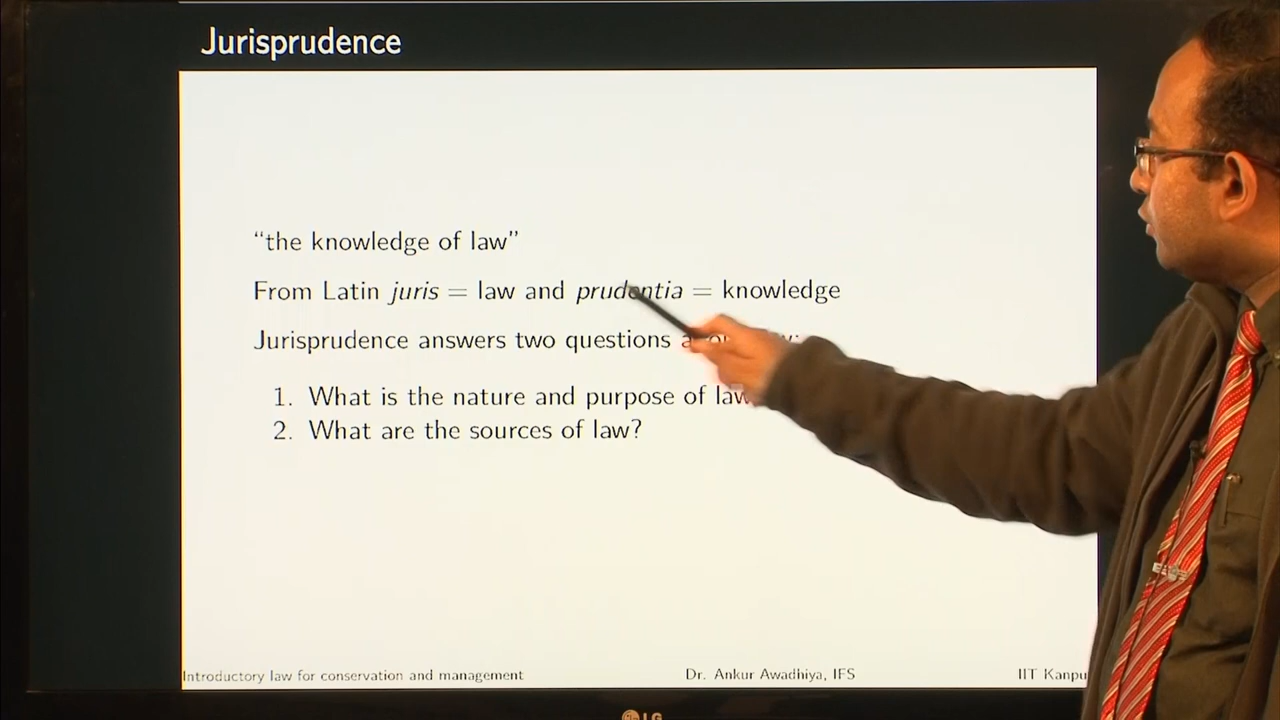 Jurisprudence
“the knowledge of law”
From Latin juris = law and prudentia = knowledge
Jurisprudence answers two questions
1. What is the nature and purpose of law
2. What are the sources of law?
Introductory law for conservation and management Dr. Ankur Awadhiya, IFS IIT Kanpu
LG